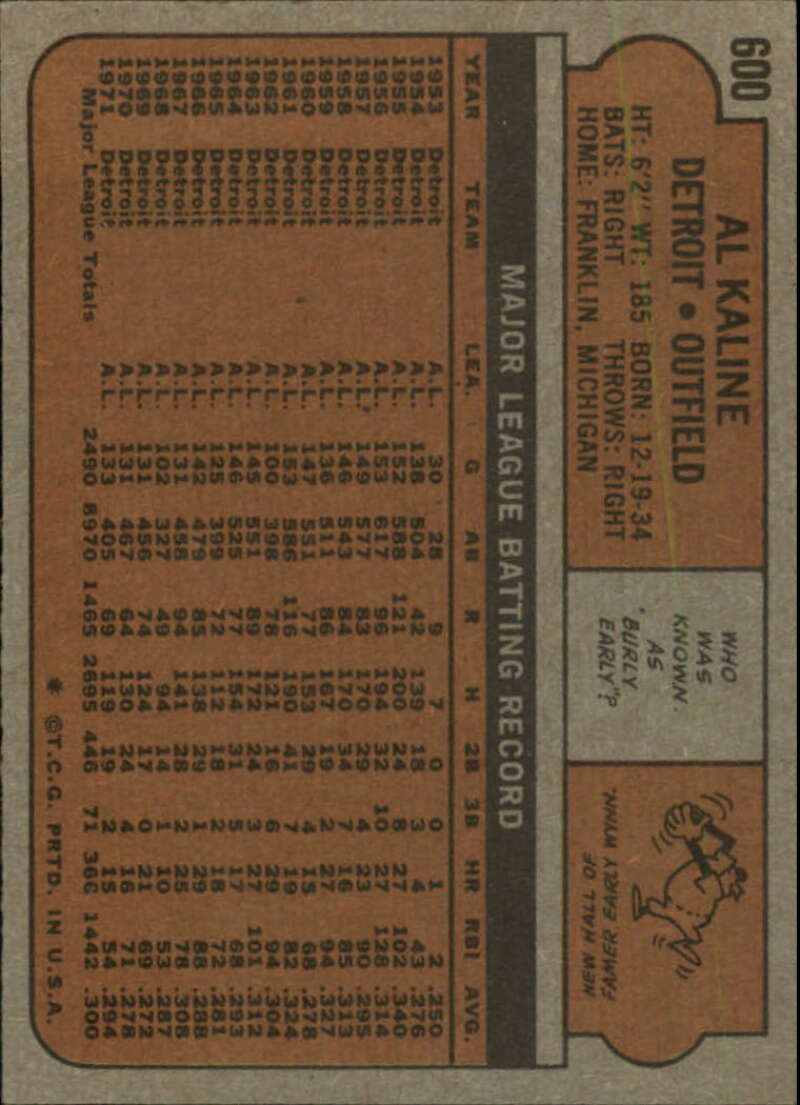 600
AL KALINE
DETROIT • OUTFIELD
HT: 6'2" WT: 185 BORN: 12-19-34
BATS: RIGHT THROWS: RIGHT
HOME: FRANKLIN, MICHIGAN
WHO
WAS
KNOWN
AS
"BURLY
EARLY"?
NEW HALL OF
FAMER EARLY WYNN.
MAJOR LEAGUE BATTING RECORD
YEAR TEAM LEA. G AB R H 2B 3B HR RBI AVG.
1953 Detroit A.L. 30 28 9 7 0 0 1 2 .250
1954 Detroit A.L. 138 504 42 139 18 3 4 43 .276
1955 Detroit A.L. 152 588 121 200 24 8 27 102 .340
1956 Detroit A.L. 153 617 96 194 32 10 27 128 .314
1957 Detroit A.L. 149 577 83 170 29 4 23 90 .295
1958 Detroit A.L. 146 543 84 170 34 7 16 85 .313
1959 Detroit A.L. 136 511 86 167 19 2 27 94 .327
1960 Detroit A.L. 147 551 77 153 29 4 15 68 .278
1961 Detroit A.L. 153 586 116 190 41 7 19 82 .324
1962 Detroit A.L. 100 398 78 121 16 6 29 94 .304
1963 Detroit A.L. 145 551 89 172 24 3 27 101 .312
1964 Detroit A.L. 146 525 77 154 31 5 17 68 .293
1965 Detroit A.L. 125 399 72 112 18 2 18 72 .281
1966 Detroit A.L. 142 479 85 138 29 1 29 88 .288
1967 Detroit A.L. 131 458 94 141 28 2 25 78 .308
1968 Detroit A.L. 102 327 49 94 14 1 10 53 .287
1969 Detroit A.L. 131 456 74 124 17 0 21 69 .272
1970 Detroit A.L. 131 467 64 130 24 4 16 71 .278
1971 Detroit A.L. 133 405 69 119 19 2 15 54 .294
Major League Totals 2490 8970 1465 2695 446 71 366 1442 .300
* ©T.C.G. PRTD. IN U.S.A.